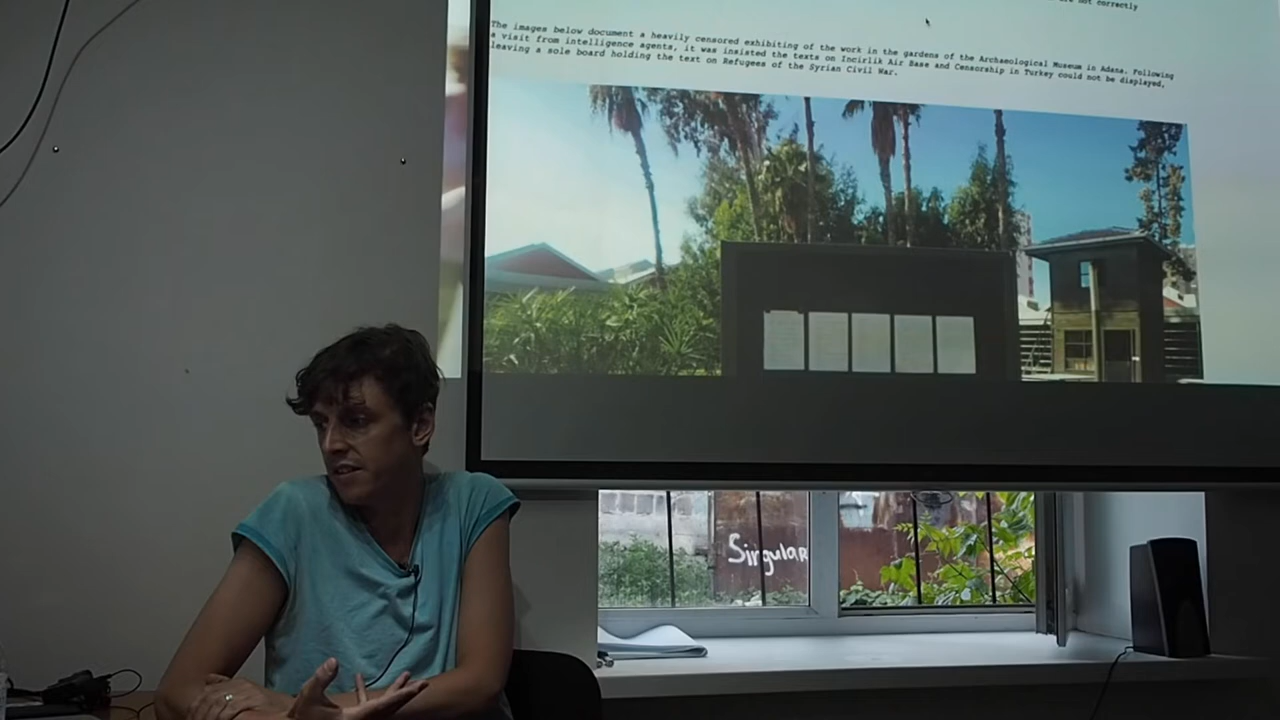 not correctly
The images below document a heavily censored exhibiting of the work in the gardens of the Archaeological Museum in Adana. Following
a visit from intelligence agents, it was insisted the texts on Incirlik Air Base and Censorship in Turkey could not be displayed,
leaving a sole board holding the text on Refugees of the Syrian Civil War.
Singular